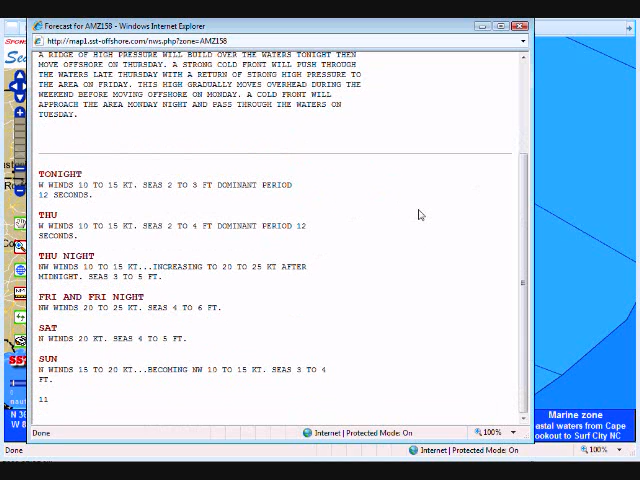 Forecast for AMZ158 - Windows Internet Explorer
http://map1.sst-offshore.com/nws.php?zone=AMZ158
A RIDGE OF HIGH PRESSURE WILL BUILD OVER THE WATERS TONIGHT THEN
MOVE OFFSHORE ON THURSDAY. A STRONG COLD FRONT WILL PUSH THROUGH
THE WATERS LATE THURSDAY WITH A RETURN OF STRONG HIGH PRESSURE TO
THE AREA ON FRIDAY. THIS HIGH GRADUALLY MOVES OVERHEAD DURING THE
WEEKEND BEFORE MOVING OFFSHORE ON MONDAY. A COLD FRONT WILL
APPROACH THE AREA MONDAY NIGHT AND PASS THROUGH THE WATERS ON
TUESDAY.
TONIGHT
W WINDS 10 TO 15 KT. SEAS 2 TO 3 FT DOMINANT PERIOD
12 SECONDS.
THU
W WINDS 10 TO 15 KT. SEAS 2 TO 4 FT DOMINANT PERIOD 12
SECONDS.
THU NIGHT
NW WINDS 10 TO 15 KT...INCREASING TO 20 TO 25 KT AFTER
MIDNIGHT. SEAS 3 TO 5 FT.
FRI AND FRI NIGHT
NW WINDS 20 TO 25 KT. SEAS 4 TO 6 FT.
SAT
N WINDS 20 KT. SEAS 4 TO 5 FT.
SUN
N WINDS 15 TO 20 KT...BECOMING NW 10 TO 15 KT. SEAS 3 TO 4
FT.
11
Done
Internet | Protected Mode: On
100%
Marine zone
astal waters from Cape
ookout to Surf City NC
Done
Internet | Protected Mode: On
100%